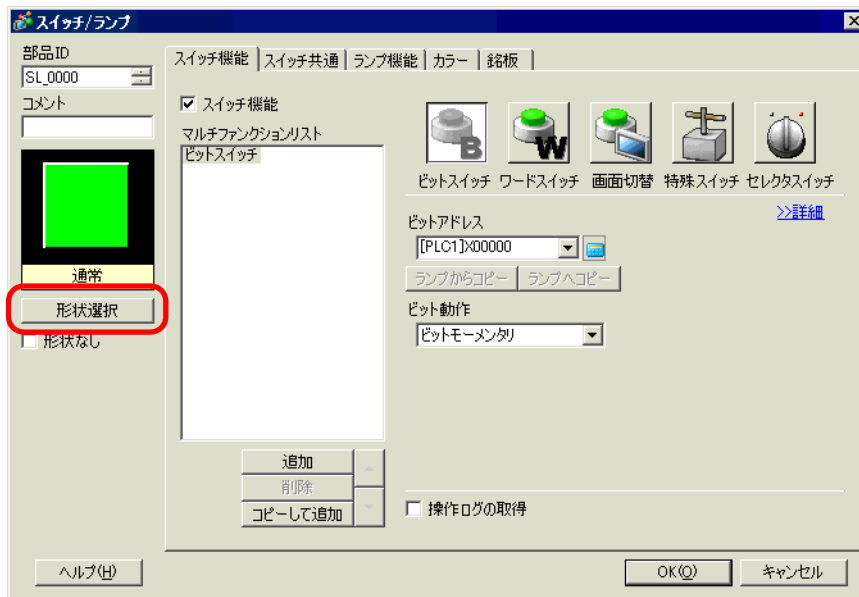 スイッチ/ランプ
部品ID
SL_0000
コメント
通常
形状選択
形状なし
スイッチ機能
スイッチ共通
ランプ機能
カラー
銘板
スイッチ機能
マルチファンクションリスト
ビットスイッチ
追加
削除
コピーして追加
ビットスイッチ
ワードスイッチ
画面切替
特殊スイッチ
セレクタスイッチ
>>詳細
ビットアドレス
[PLC1]X00000
ランプからコピー
ランプへコピー
ビット動作
ビットモーメンタリ
操作ログの取得
ヘルプ(H)
OK(O)
キャンセル